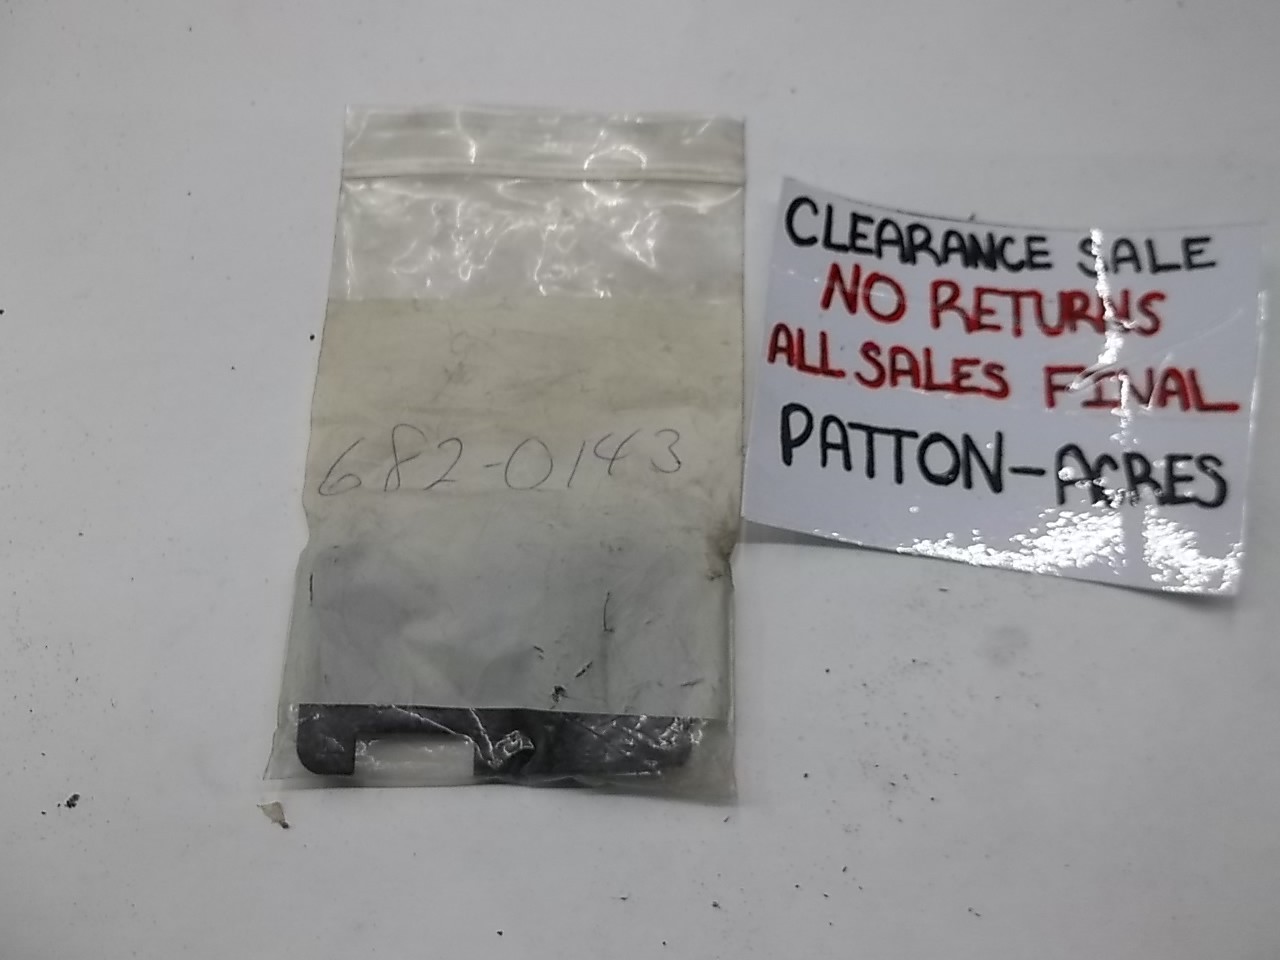 682-0143
CLEARANCE SALE
NO RETURNS
ALL SALES FINAL
PATTON-ACRES